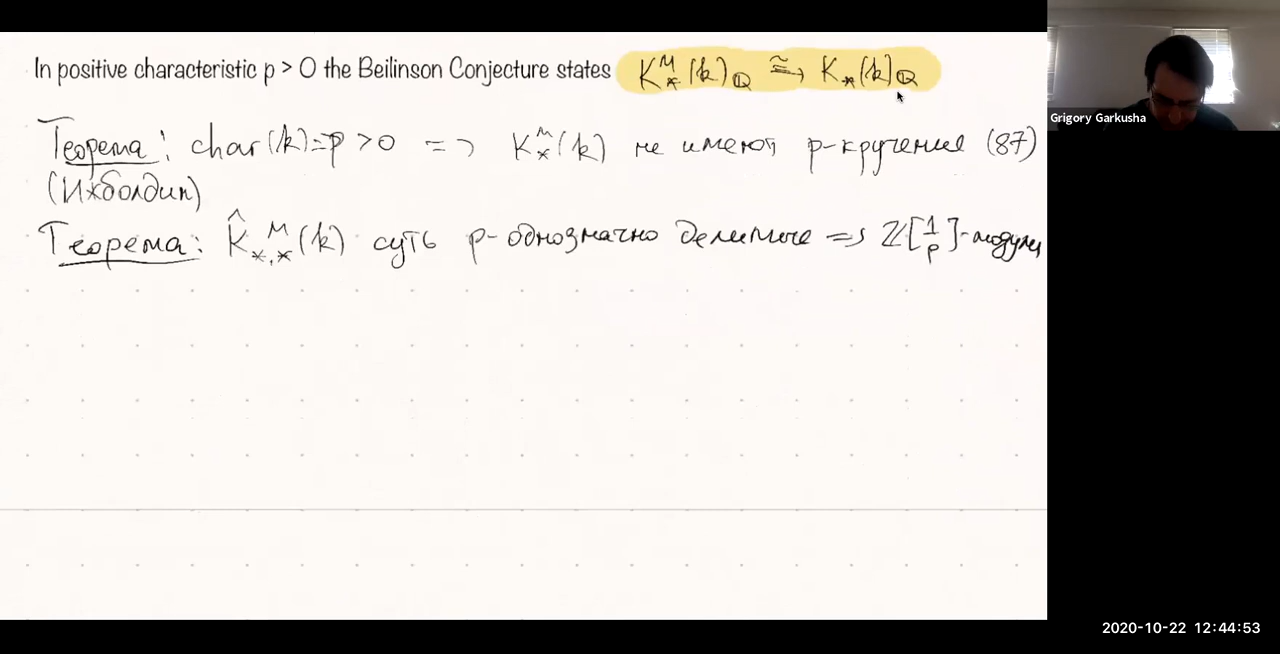 In positive characteristic p > 0 the Beilinson Conjecture states K^M_*(k)_ℚ ≅→ K_*(k)_ℚ
Теорема: char(k)=p >0 => K^M_*(k) не имеют p-кручения (87)
(Ижболдин)
Теорема: K̂^M_{*,*}(k) суть p-однозначно делимые => ℤ[1/p]-модули
Grigory Garkusha
2020-10-22 12:44:53